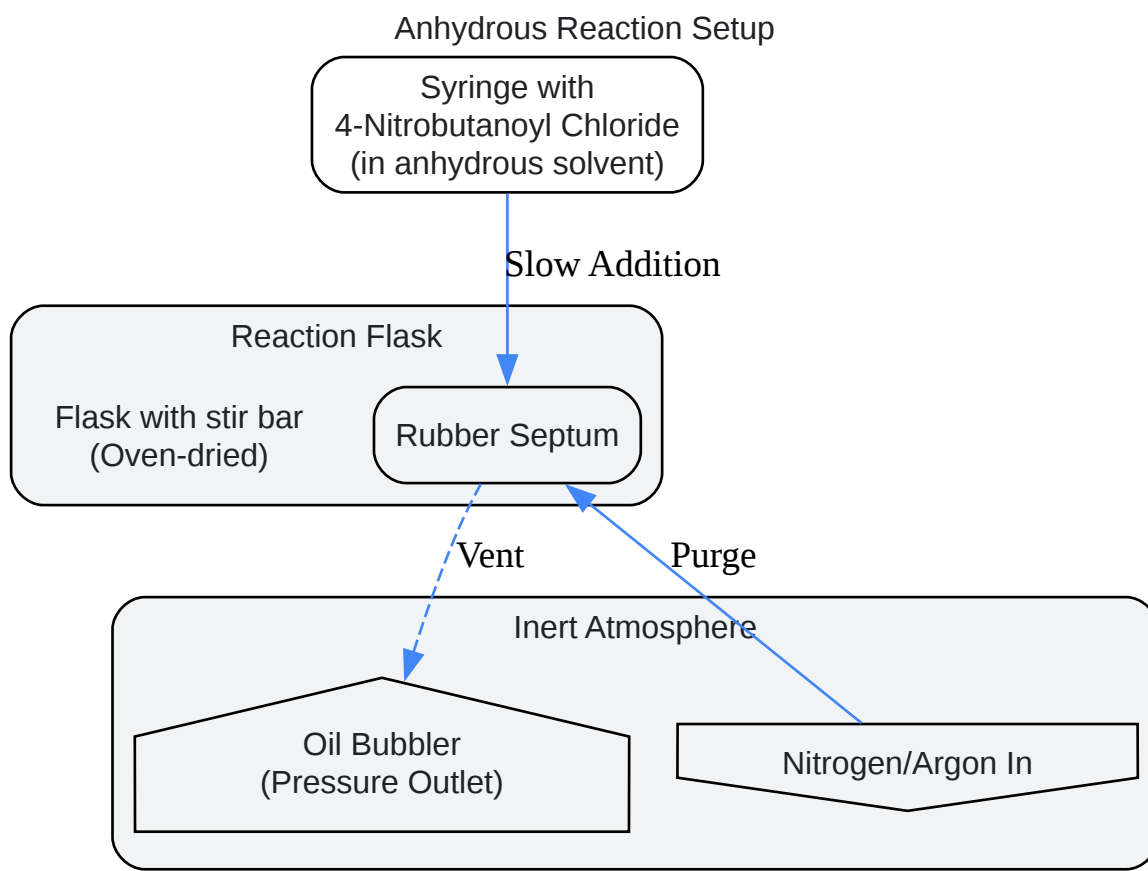 Anhydrous Reaction Setup
Syringe with
4-Nitrobutanoyl Chloride
(in anhydrous solvent)
Slow Addition
Reaction Flask
Flask with stir bar
(Oven-dried)
Rubber Septum
Vent
Purge
Inert Atmosphere
Oil Bubbler
(Pressure Outlet)
Nitrogen/Argon In